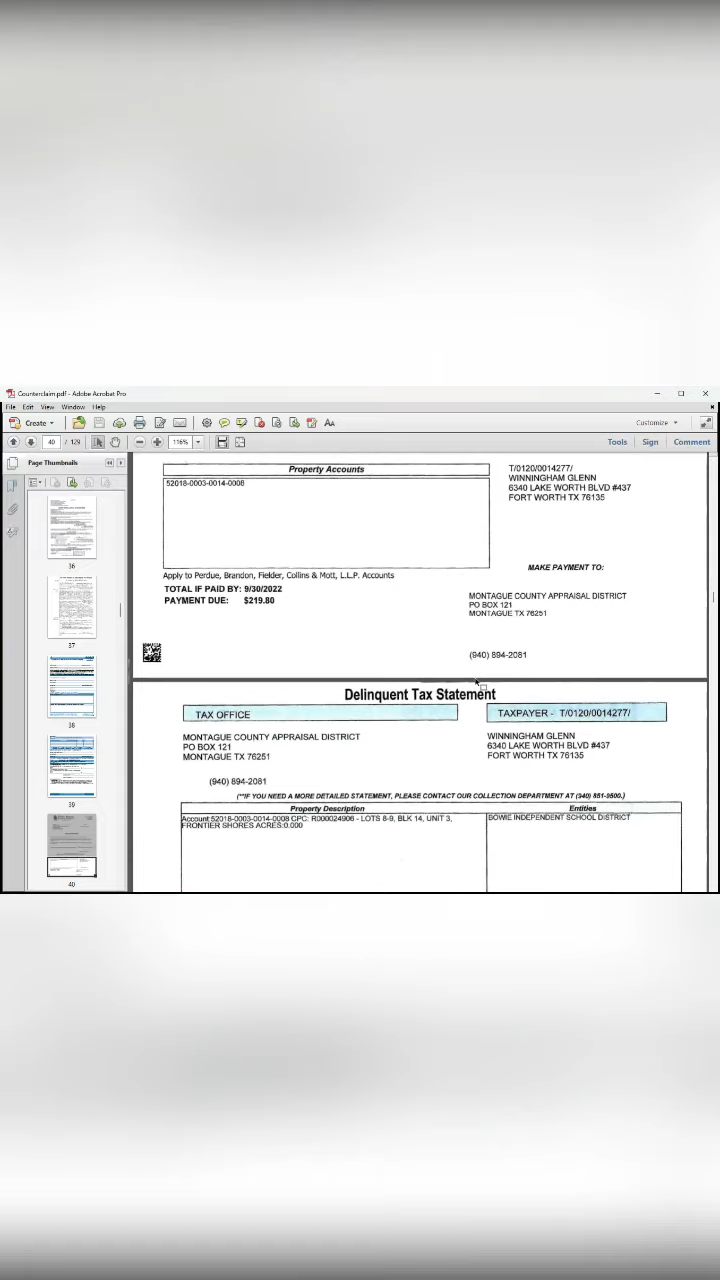 Counterclaim.pdf - Adobe Acrobat Pro
File Edit View Window Help
Create
Customize
40 / 129
116%
Tools Sign Comment
Page Thumbnails
36
37
38
39
40
Property Accounts
52018-0003-0014-0008
T/0120/0014277/
WINNINGHAM GLENN
6340 LAKE WORTH BLVD #437
FORT WORTH TX 76135
Apply to Perdue, Brandon, Fielder, Collins & Mott, L.L.P. Accounts
TOTAL IF PAID BY: 9/30/2022
PAYMENT DUE: $219.80
MAKE PAYMENT TO:
MONTAGUE COUNTY APPRAISAL DISTRICT
PO BOX 121
MONTAGUE TX 76251
(940) 894-2081
Delinquent Tax Statement
TAX OFFICE
TAXPAYER - T/0120/0014277/
MONTAGUE COUNTY APPRAISAL DISTRICT
PO BOX 121
MONTAGUE TX 76251
(940) 894-2081
WINNINGHAM GLENN
6340 LAKE WORTH BLVD #437
FORT WORTH TX 76135
(**IF YOU NEED A MORE DETAILED STATEMENT, PLEASE CONTACT OUR COLLECTION DEPARTMENT AT (940) 851-9500.)
Property Description
Entities
Account:52018-0003-0014-0008 CPC: R000024906 - LOTS 8-9, BLK 14, UNIT 3,
FRONTIER SHORES ACRES:0.000
BOWIE INDEPENDENT SCHOOL DISTRICT